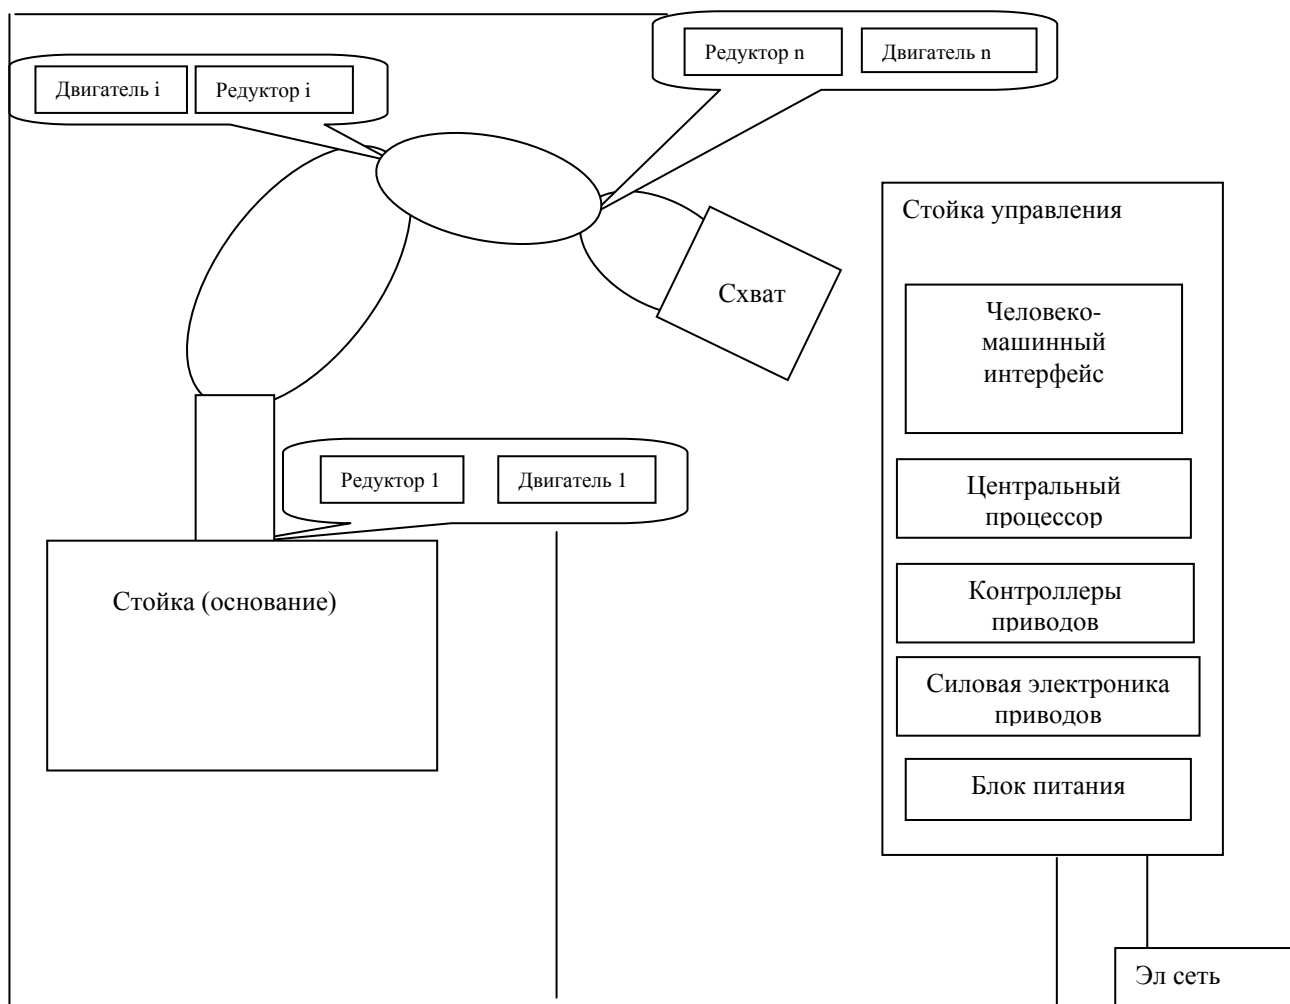 Редуктор n
Двигатель n
Двигатель i
Редуктор i
Стойка управления
Схват
Человеко-
машинный
интерфейс
Редуктор 1
Двигатель 1
Центральный
процессор
Стойка (основание)
Контроллеры
приводов
Силовая электроника
приводов
Блок питания
Эл сеть